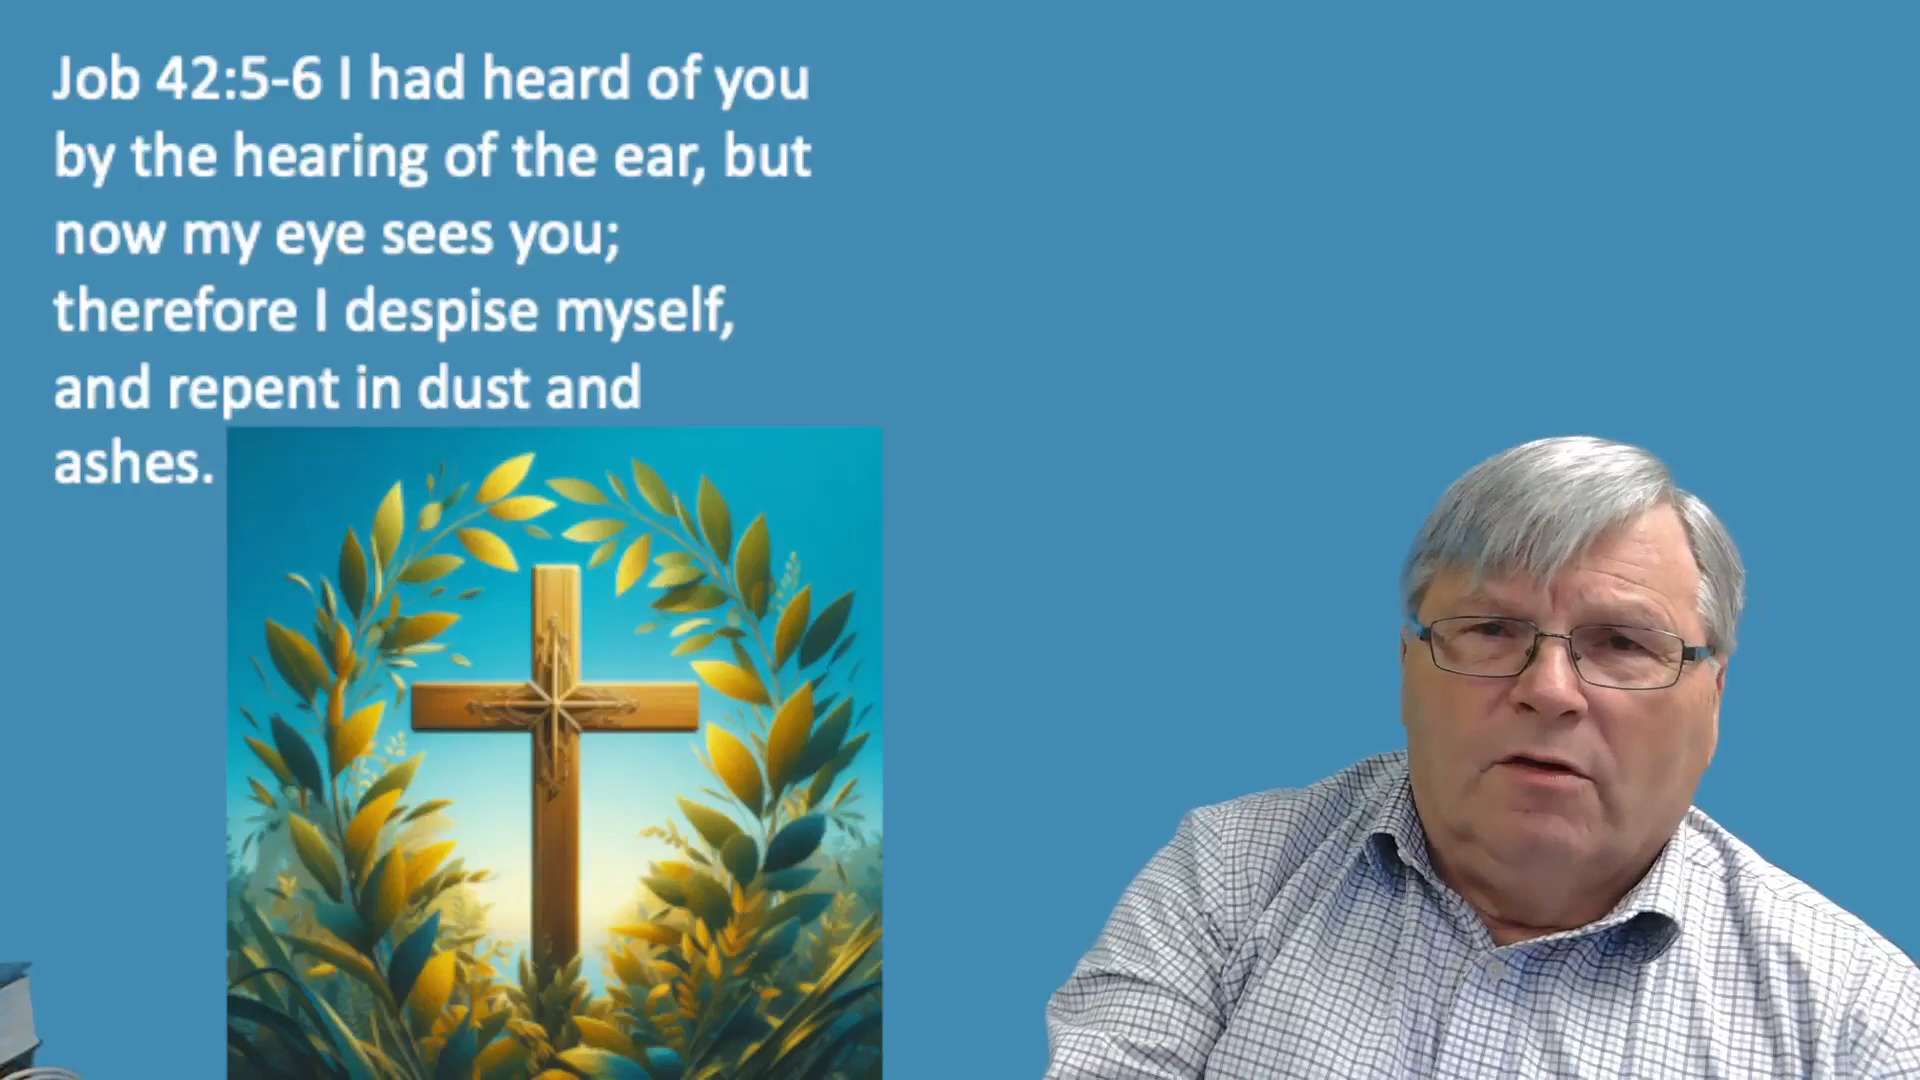 Job 42:5-6 I had heard of you
by the hearing of the ear, but
now my eye sees you;
therefore I despise myself,
and repent in dust and
ashes.